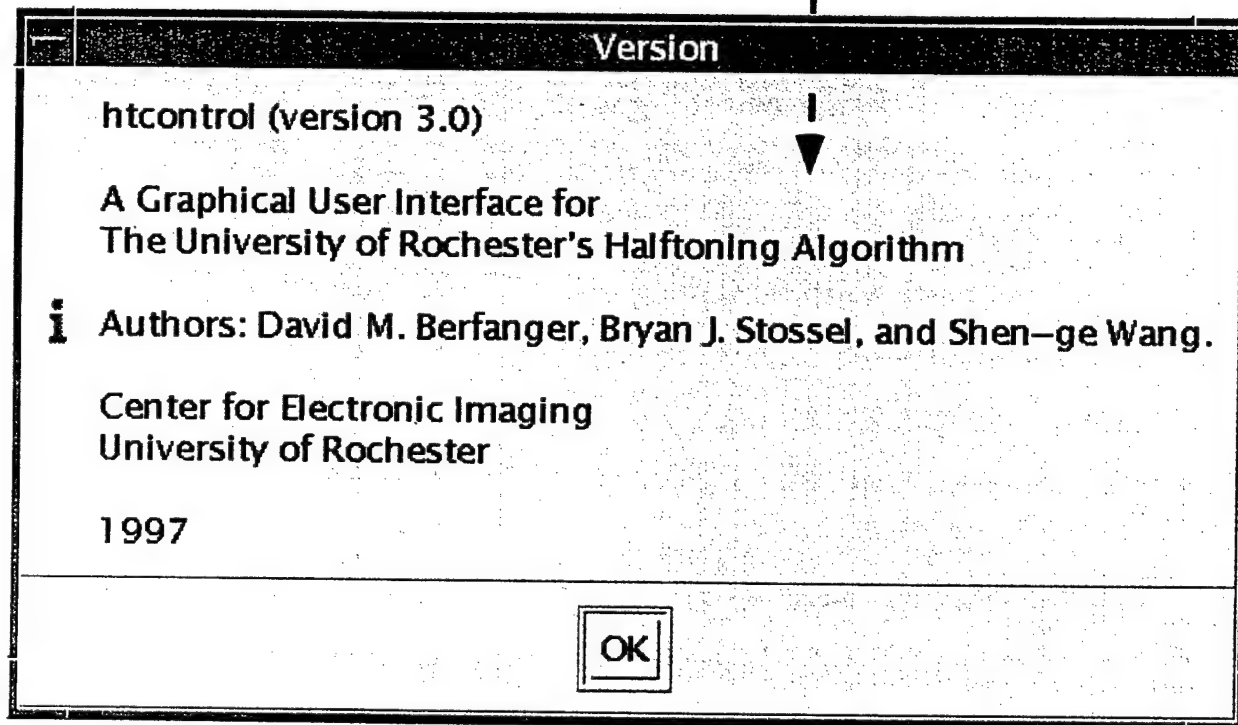 Version
htcontrol (version 3.0)
A Graphical User Interface for
The University of Rochester's Halftoning Algorithm
i Authors: David M. Berfanger, Bryan J. Stossel, and Shen–ge Wang.
Center for Electronic Imaging
University of Rochester
1997
OK